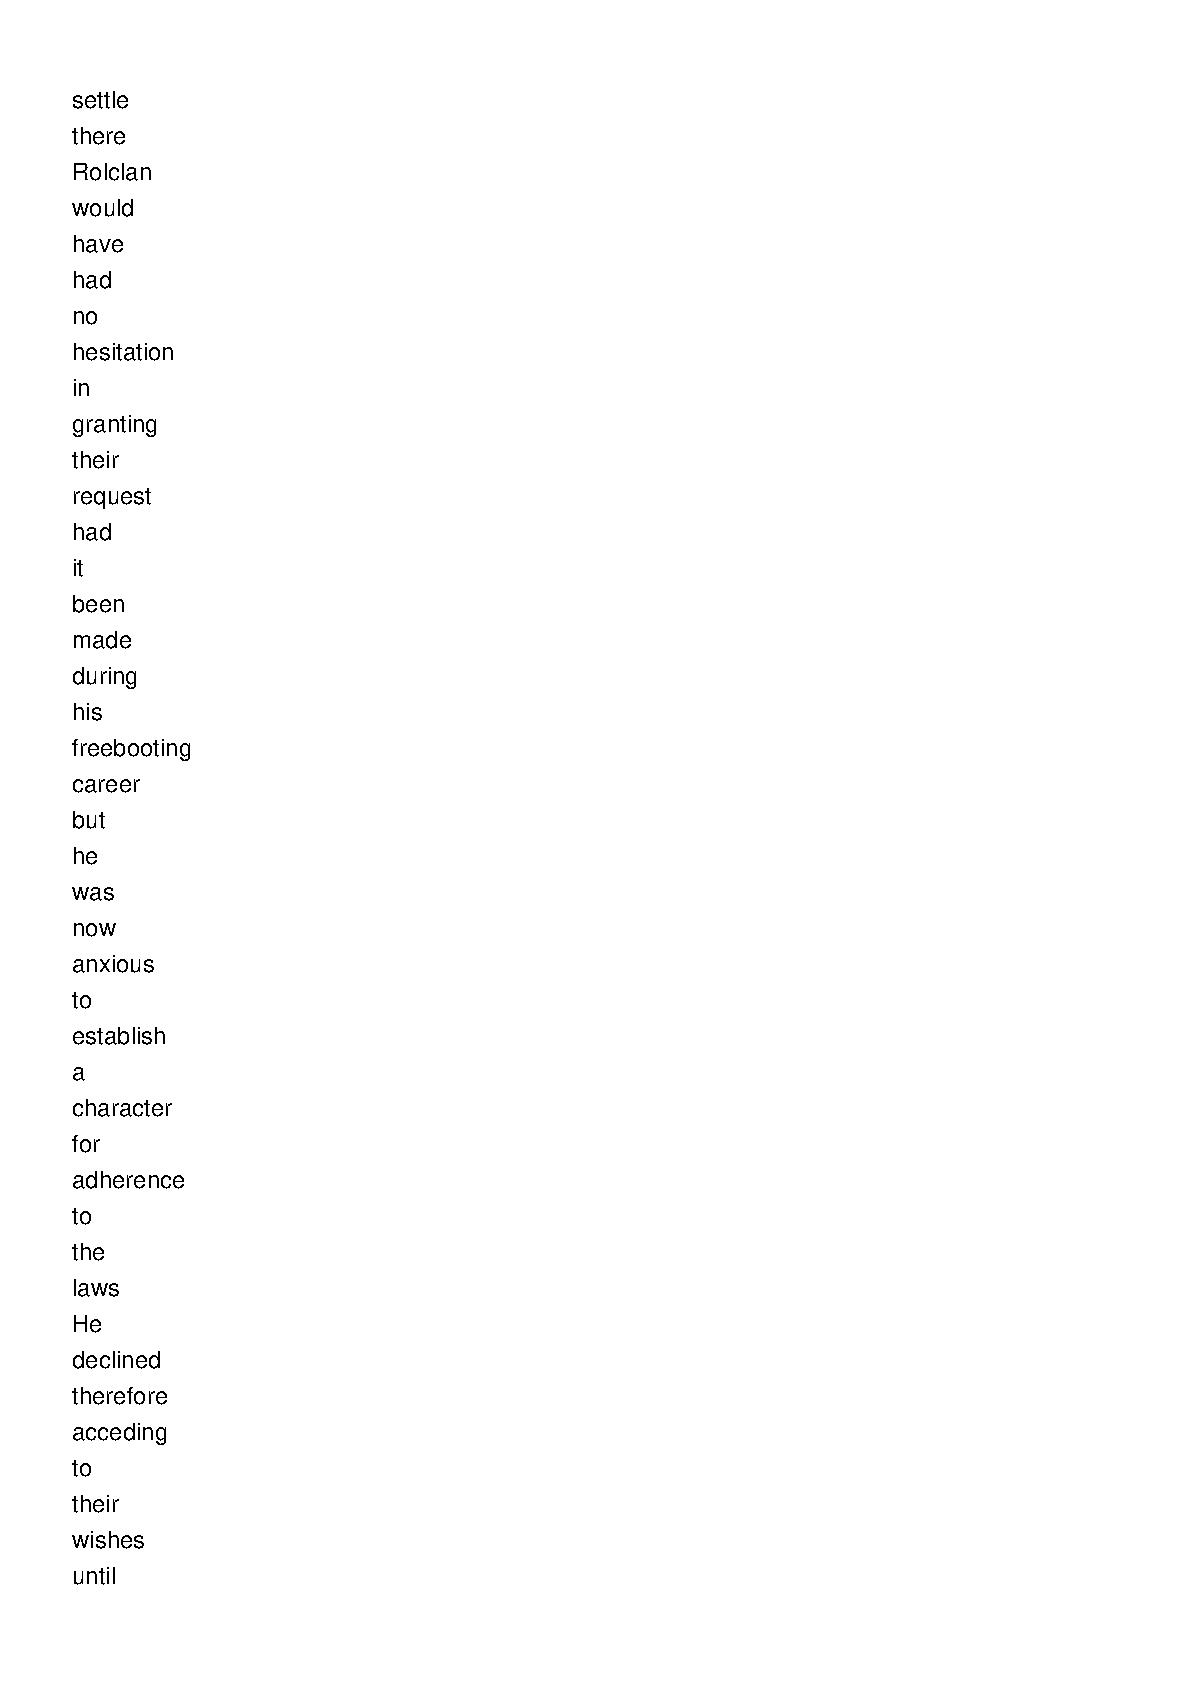 settle
there
Rolclan
would
have
had
no
hesitation
in
granting
their
request
had
it
been
made
during
his
freebooting
career
but
he
was
now
anxious
to
establish
a
character
for
adherence
to
the
laws
He
declined
therefore
acceding
to
their
wishes
until